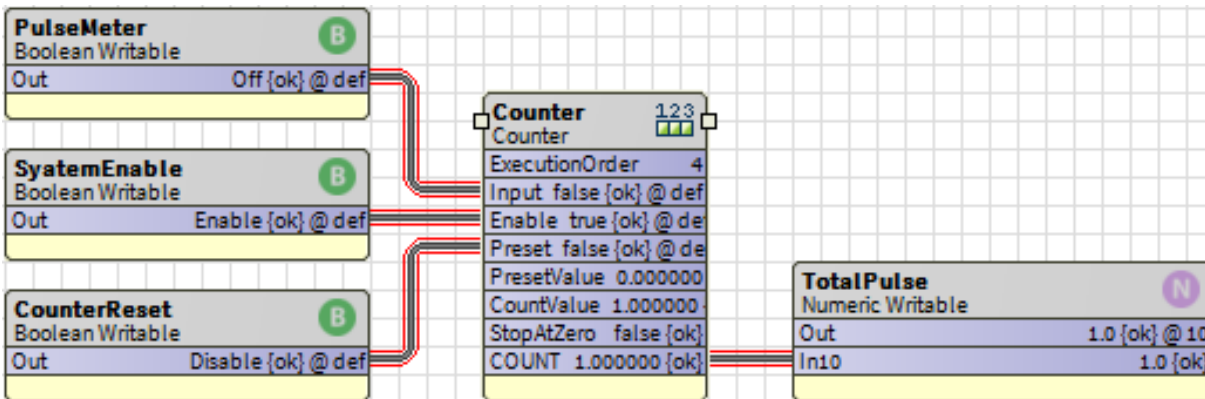 PulseMeter
B
Boolean Writable
Out Off {ok} @ def
SyatemEnable
B
Boolean Writable
Out Enable {ok} @ def
CounterReset
B
Boolean Writable
Out Disable {ok} @ def
Counter 123
Counter
ExecutionOrder 4
Input false {ok} @ def
Enable true {ok} @ de
Preset false {ok} @ de
PresetValue 0.000000
CountValue 1.000000
StopAtZero false {ok}
COUNT 1.000000 {ok}
TotalPulse
N
Numeric Writable
Out 1.0 {ok} @ 10
In10 1.0 {ok}